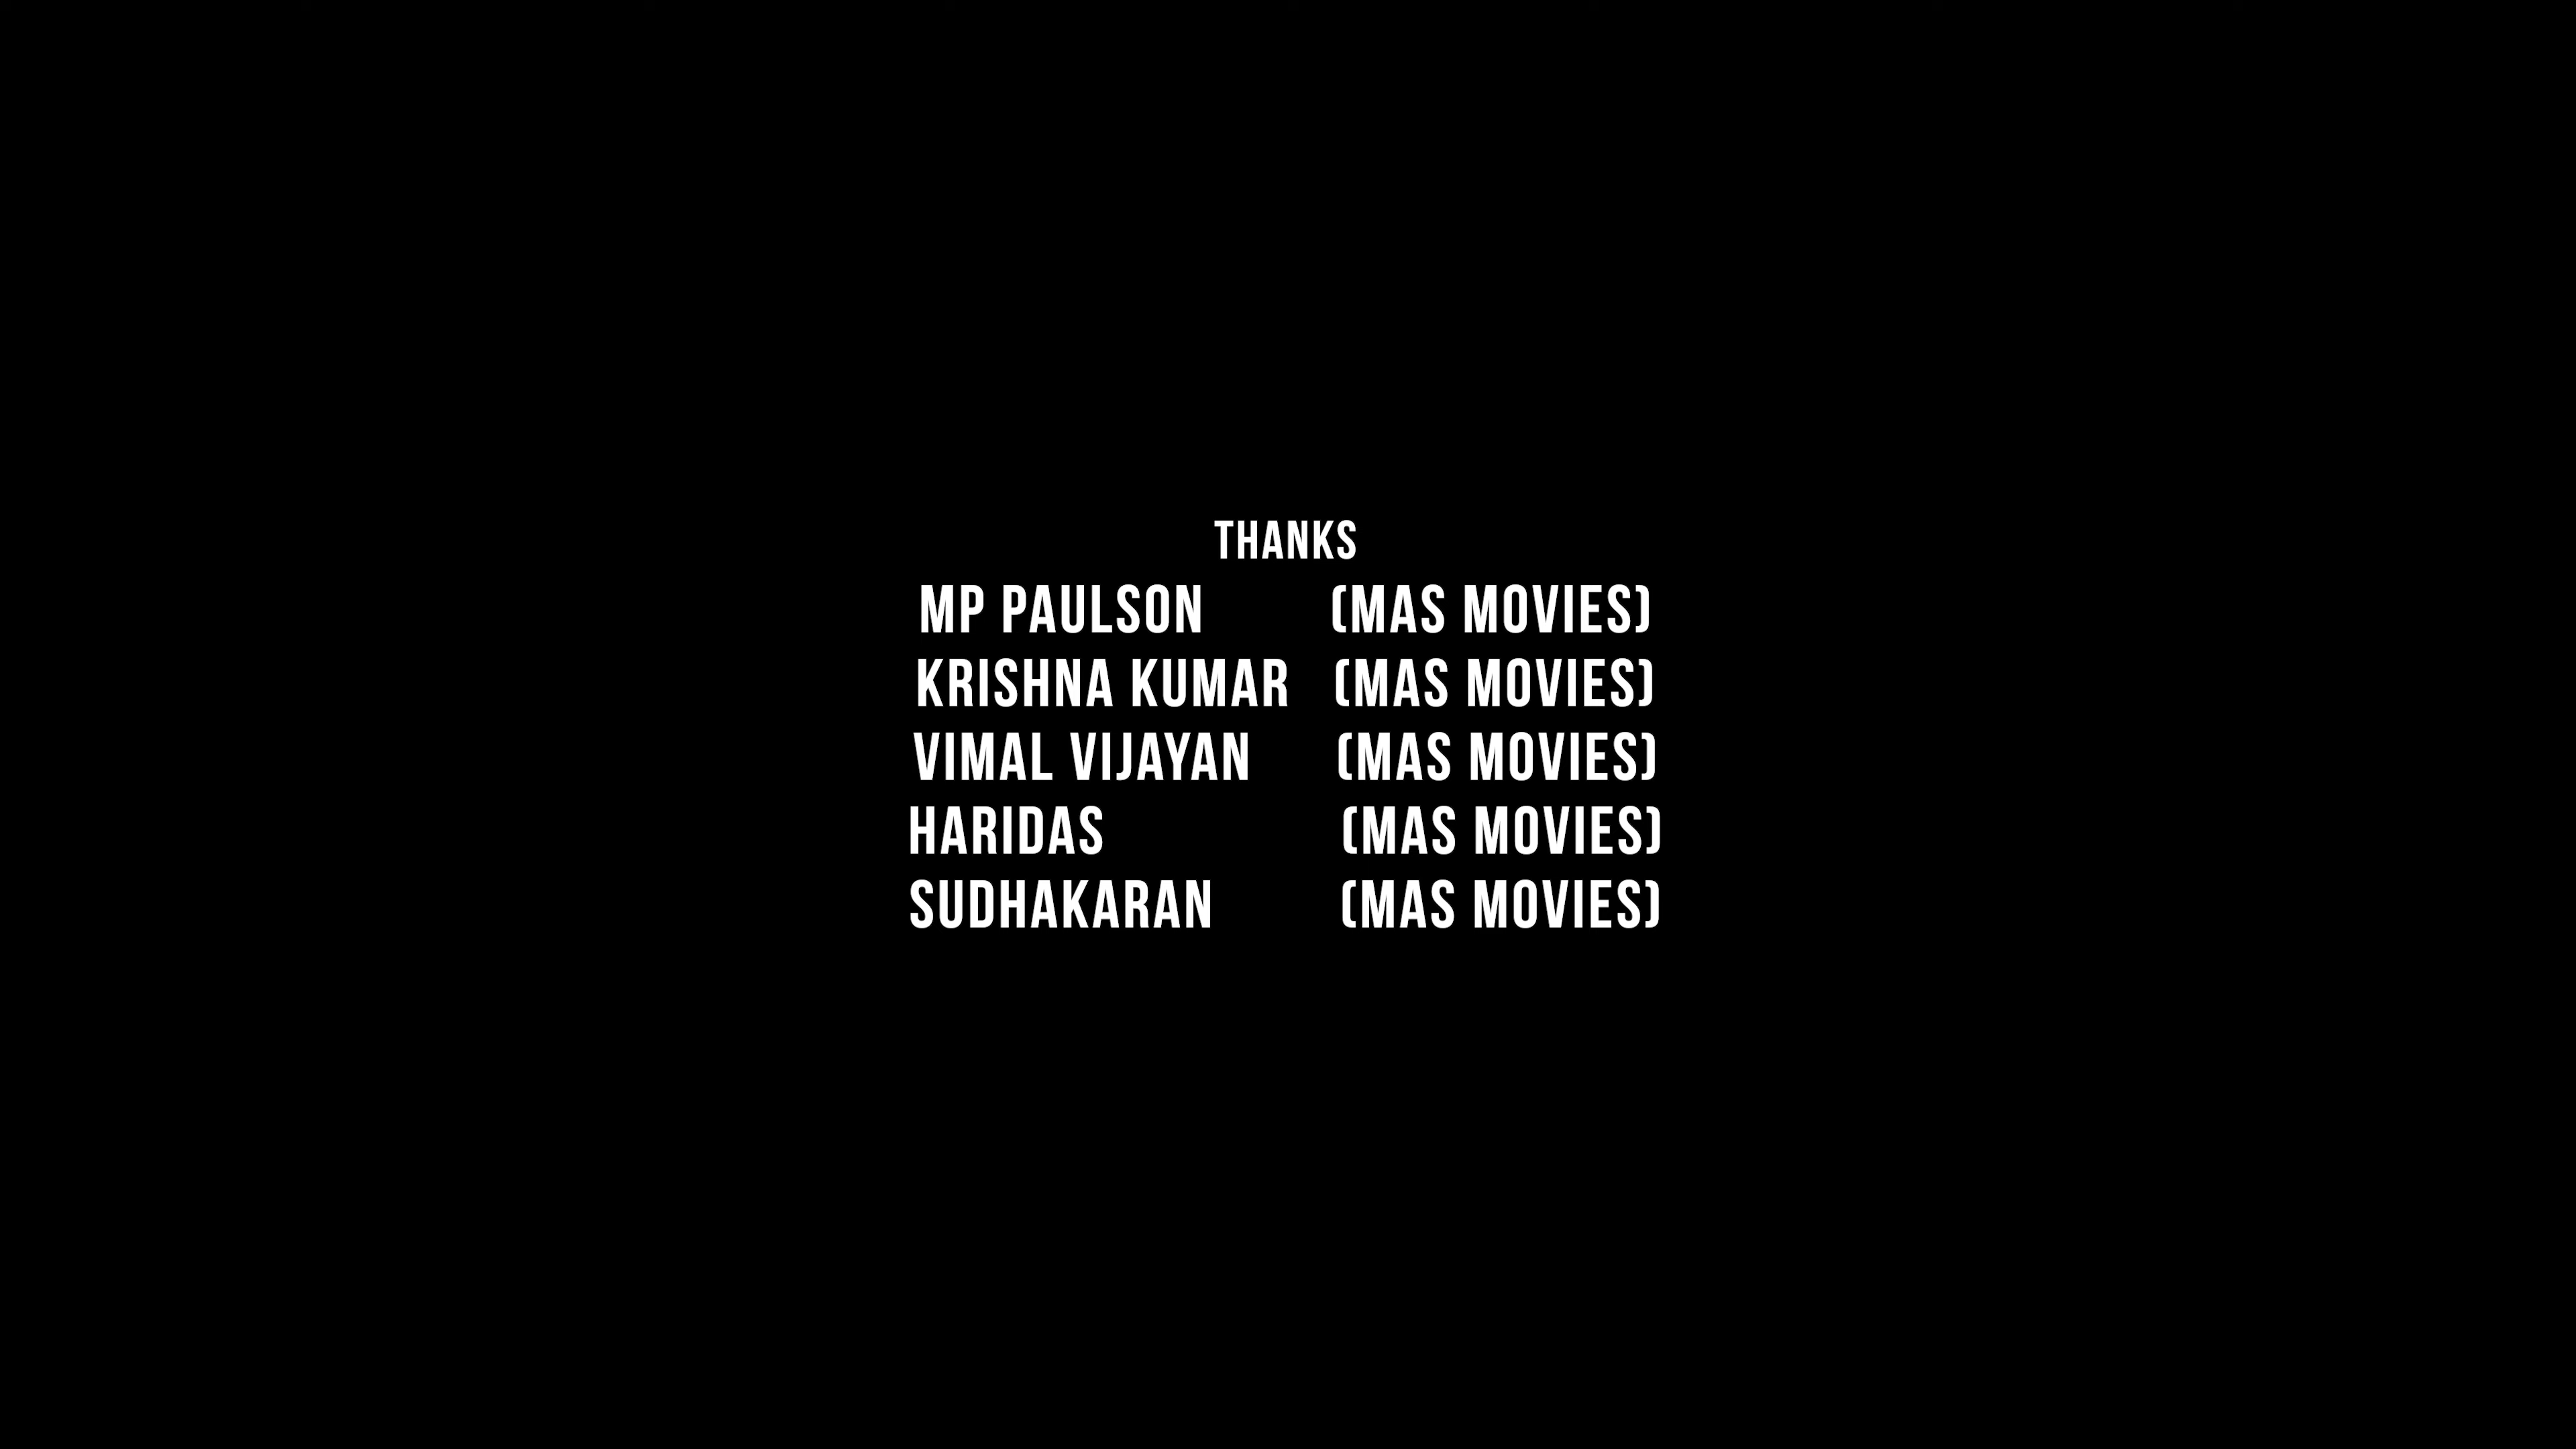 THANKS
MP PAULSON (MAS MOVIES)
KRISHNA KUMAR (MAS MOVIES)
VIMAL VIJAYAN (MAS MOVIES)
HARIDAS (MAS MOVIES)
SUDHAKARAN (MAS MOVIES)